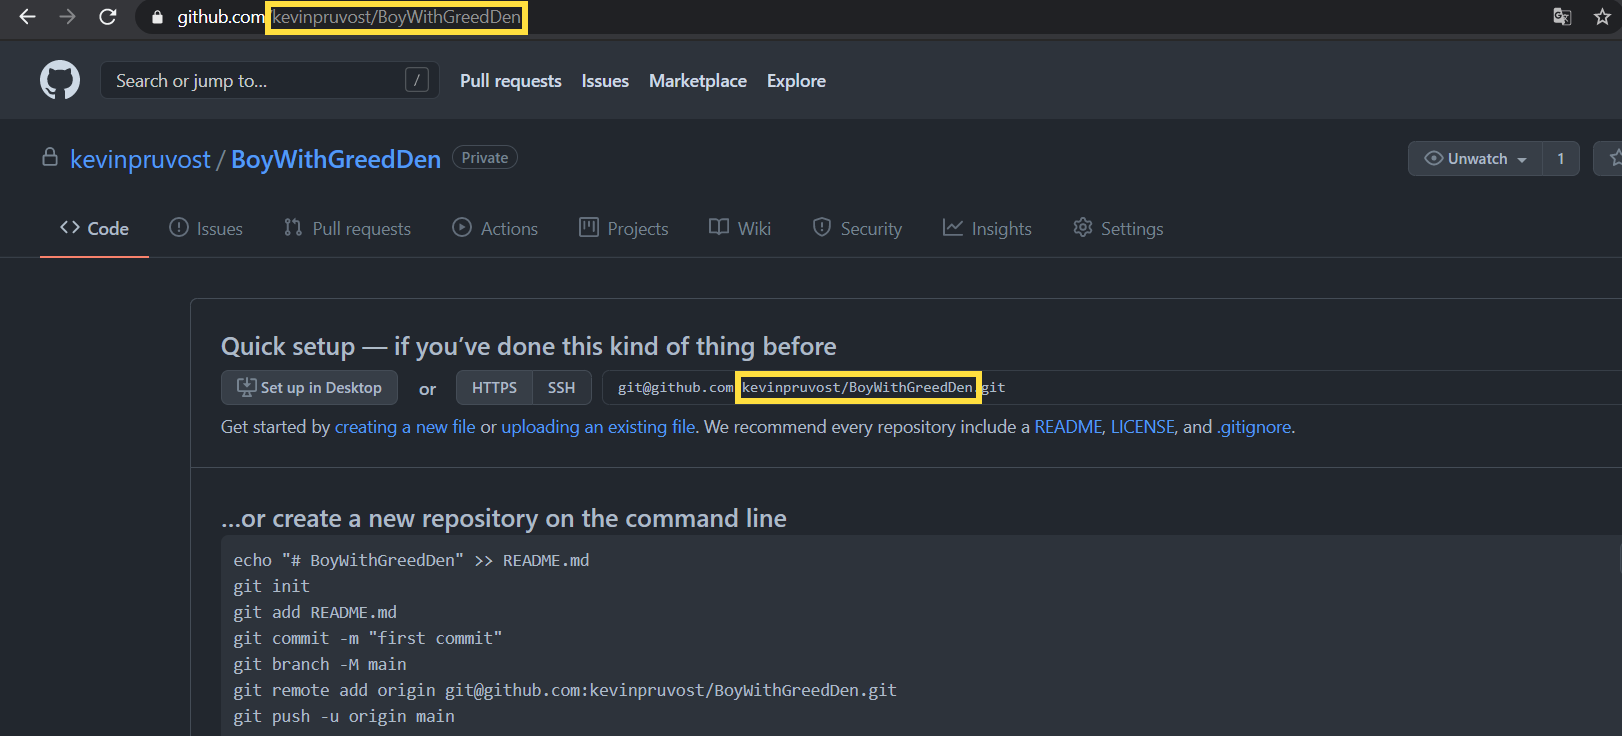 github.com/kevinpruvost/BoyWithGreedDen
Search or jump to... / Pull requests Issues Marketplace Explore
kevinpruvost / BoyWithGreedDen Private Unwatch 1
Code Issues Pull requests Actions Projects Wiki Security Insights Settings
Quick setup — if you've done this kind of thing before
Set up in Desktop or HTTPS SSH git@github.com:kevinpruvost/BoyWithGreedDen.git
Get started by creating a new file or uploading an existing file. We recommend every repository include a README, LICENSE, and .gitignore.
...or create a new repository on the command line
echo "# BoyWithGreedDen" >> README.md
git init
git add README.md
git commit -m "first commit"
git branch -M main
git remote add origin git@github.com:kevinpruvost/BoyWithGreedDen.git
git push -u origin main